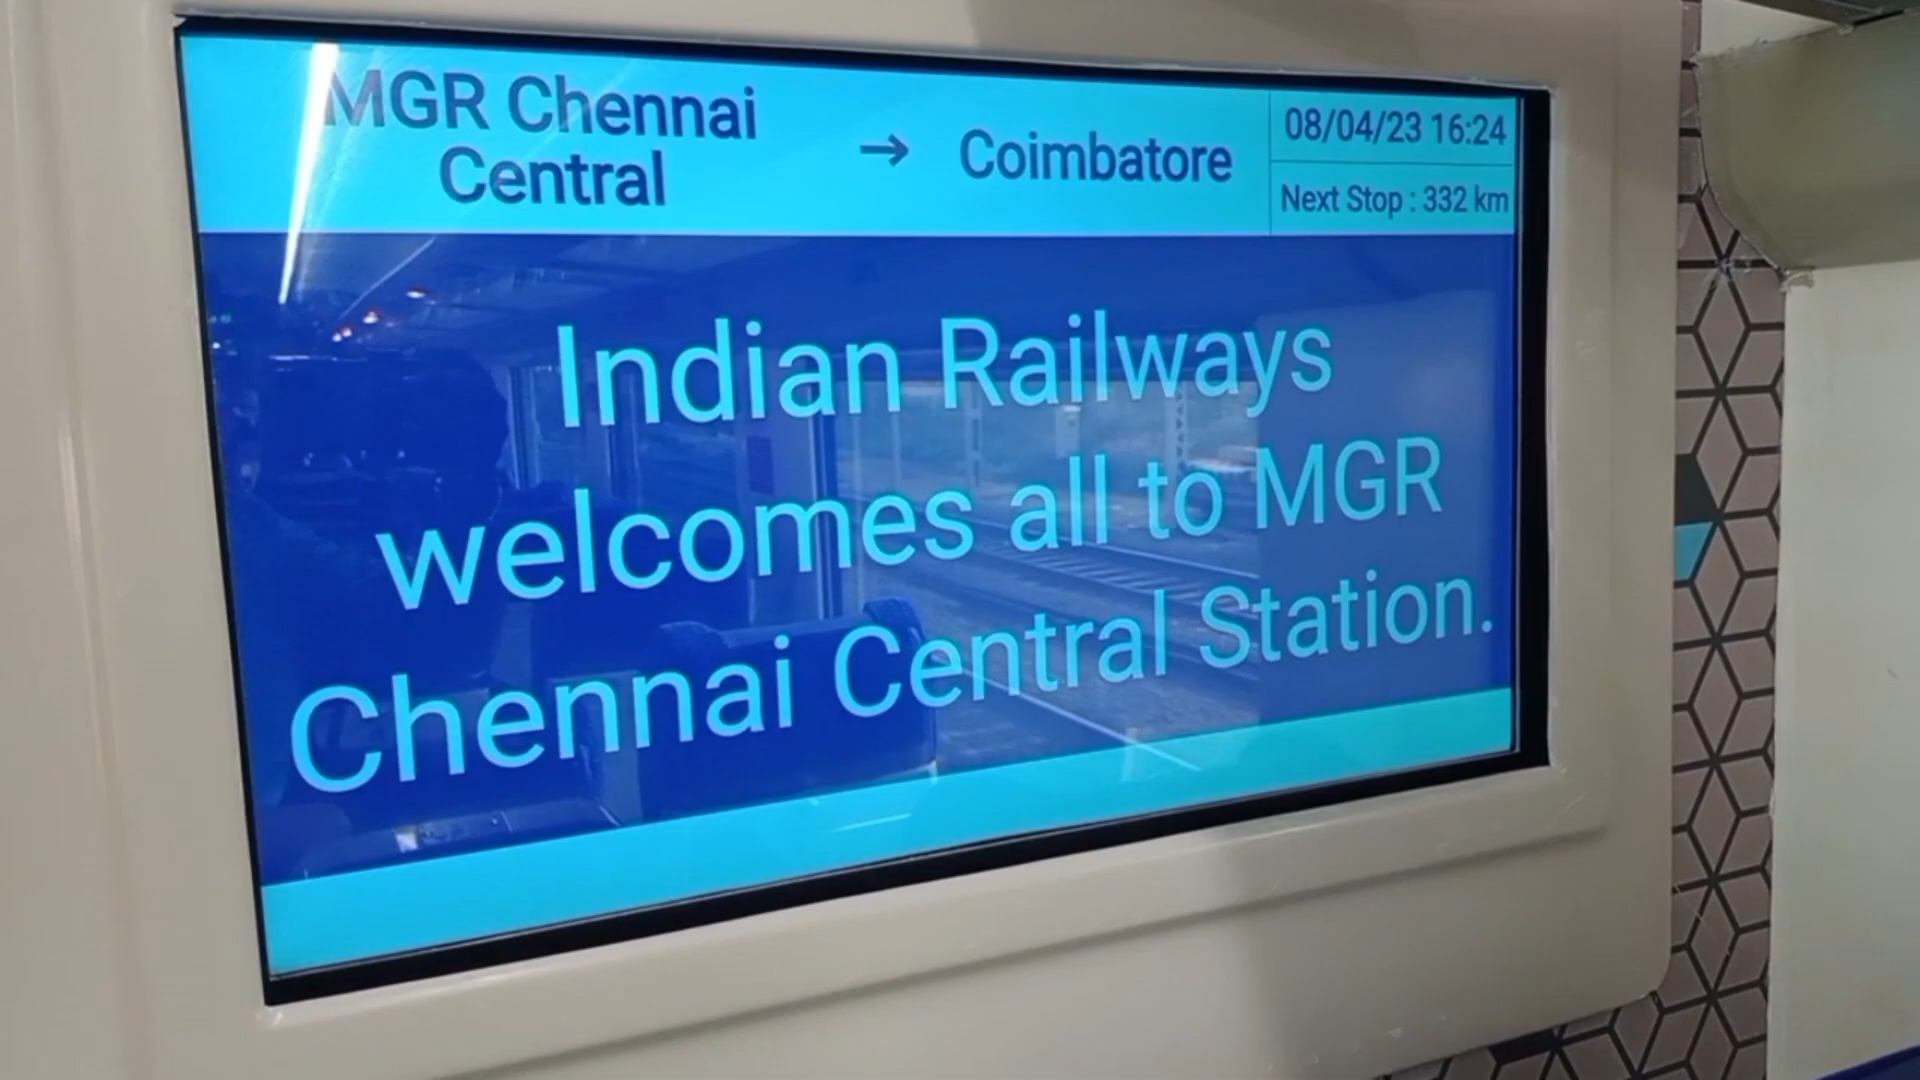 MGR Chennai
Central
→ Coimbatore
08/04/23 16:24
Next Stop : 332 km
Indian Railways
welcomes all to MGR
Chennai Central Station.